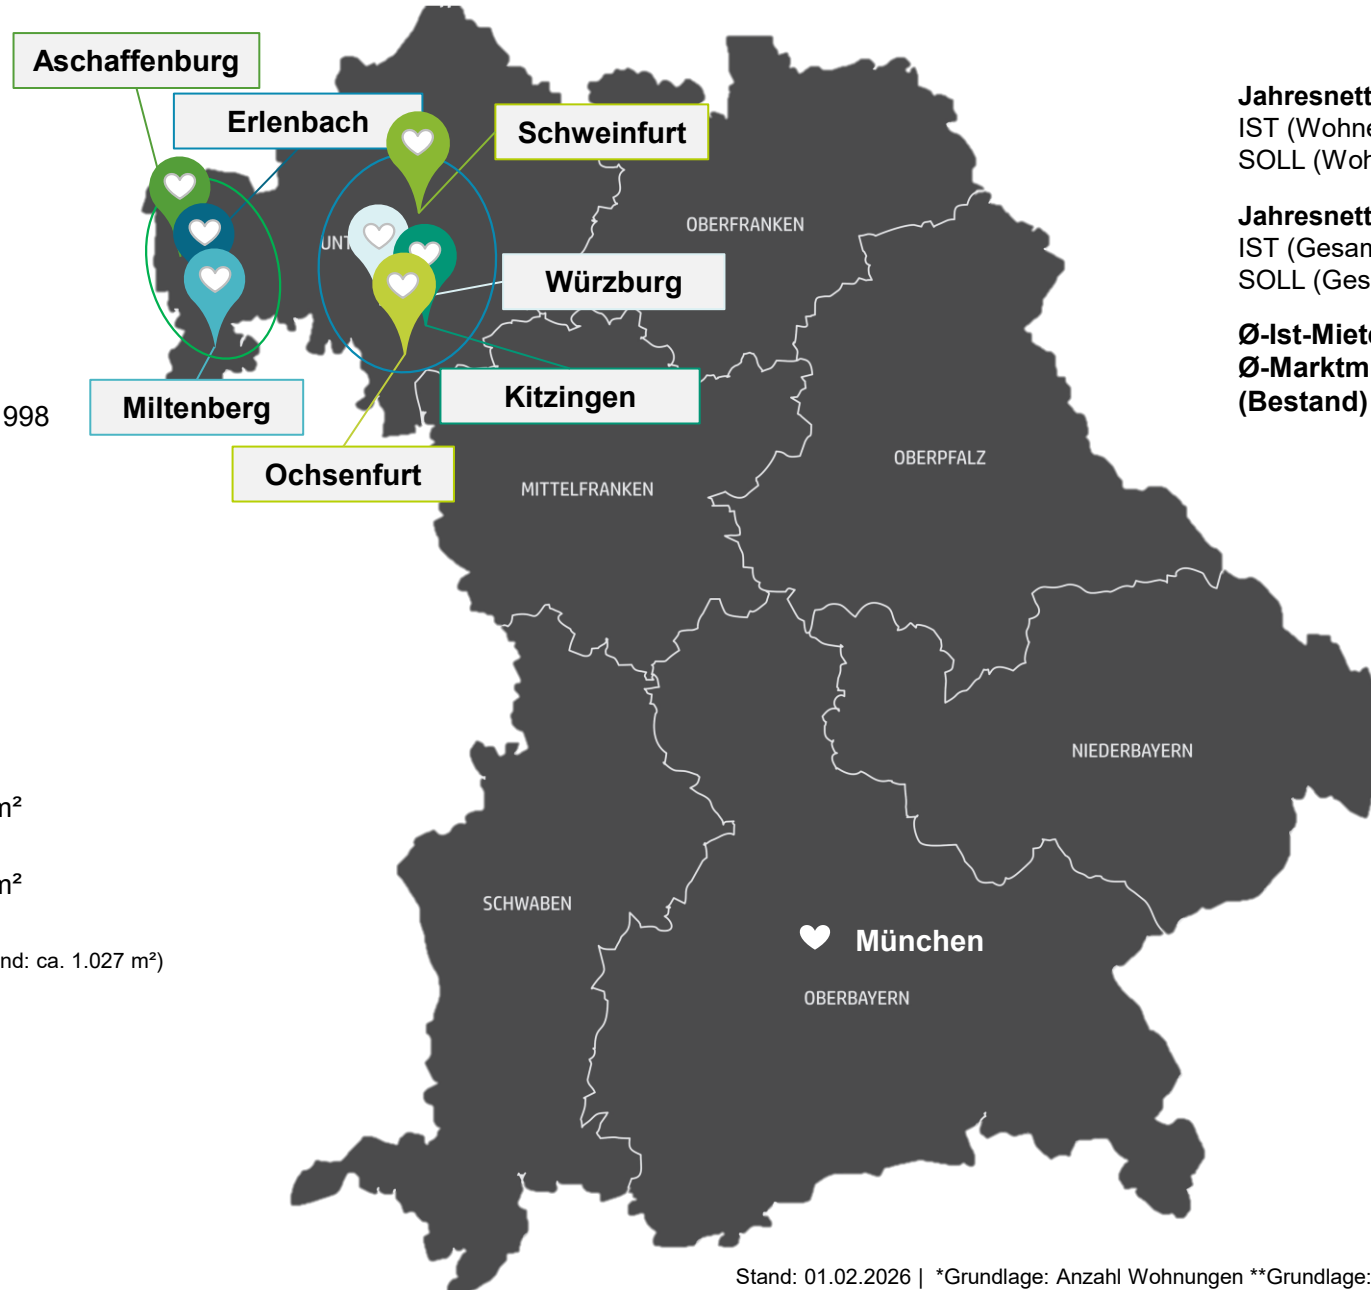 Aschaffenburg
Erlenbach
Schweinfurt
OBERFRANKEN
UNT
Würzburg
Miltenberg
Kitzingen
Ochsenfurt
998
MITTELFRANKEN
OBERPFALZ
NIEDERBAYERN
SCHWABEN
München
OBERBAYERN
m²
m²
nd: ca. 1.027 m²)
Jahresnett
IST (Wohne
SOLL (Woh
Jahresnett
IST (Gesam
SOLL (Ges
Ø-Ist-Miete
Ø-Marktm
(Bestand)
Stand: 01.02.2026 | *Grundlage: Anzahl Wohnungen **Grundlage: